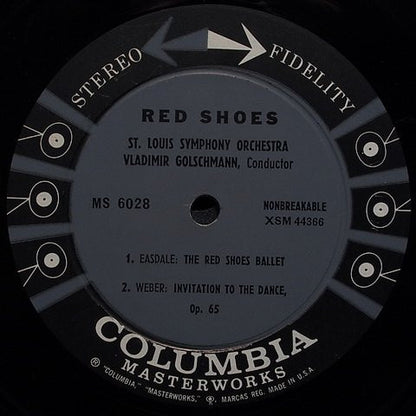 STEREO FIDELITY
RED SHOES
ST. LOUIS SYMPHONY ORCHESTRA
VLADIMIR GOLSCHMANN, Conductor
MS 6028
NONBREAKABLE
XSM 44366
1. EASDALE: THE RED SHOES BALLET
2. WEBER: INVITATION TO THE DANCE,
Op. 65
COLUMBIA
MASTERWORKS
® "COLUMBIA," "MASTERWORKS," MARCAS REG. MADE IN U.S.A.